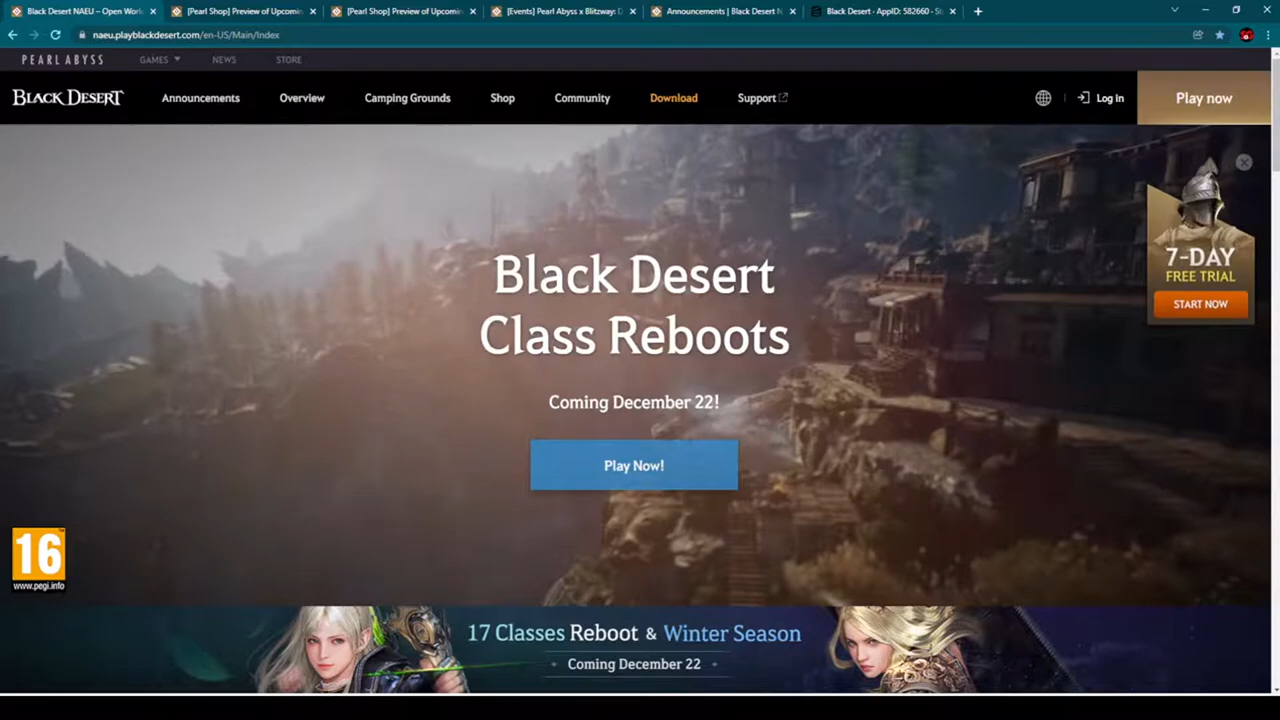 Black Desert NAEU – Open Worl
[Pearl Shop] Preview of Upcomin
[Pearl Shop] Preview of Upcomin
[Events] Pearl Abyss x Blitzway: D
Announcements | Black Desert N
Black Desert · AppID: 582660 · St
naeu.playblackdesert.com/en-US/Main/Index
PEARL ABYSS
GAMES
NEWS
STORE
BLACK DESERT
Announcements
Overview
Camping Grounds
Shop
Community
Download
Support
Log in
Play now
7-DAY
FREE TRIAL
START NOW
Black Desert
Class Reboots
Coming December 22!
Play Now!
16
www.pegi.info
17 Classes Reboot & Winter Season
Coming December 22